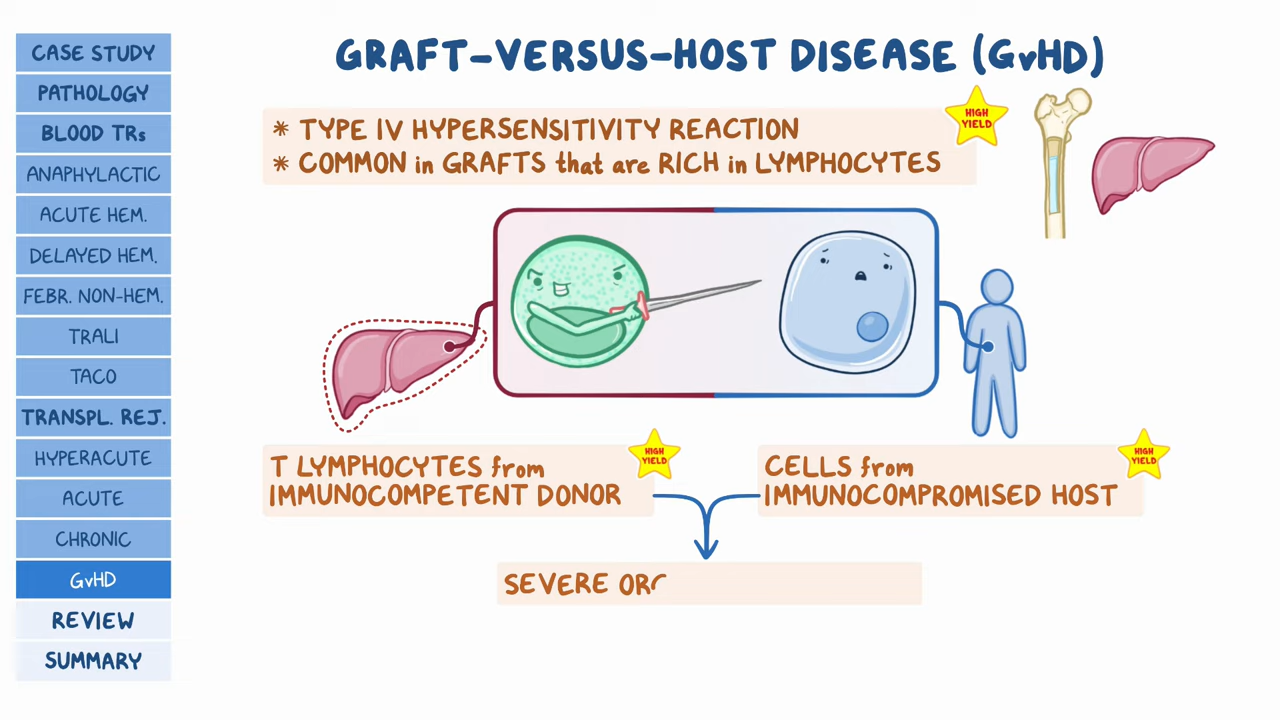 CASE STUDY
PATHOLOGY
BLOOD TRs
ANAPHYLACTIC
ACUTE HEM.
DELAYED HEM.
FEBR. NON-HEM.
TRALI
TACO
TRANSPL. REJ.
HYPERACUTE
ACUTE
CHRONIC
GvHD
REVIEW
SUMMARY
GRAFT-VERSUS-HOST DISEASE (GvHD)
* TYPE IV HYPERSENSITIVITY REACTION
* COMMON in GRAFTS that are RICH in LYMPHOCYTES
HIGH
YIELD
T LYMPHOCYTES from
IMMUNOCOMPETENT DONOR
HIGH
YIELD
CELLS from
IMMUNOCOMPROMISED HOST
HIGH
YIELD
SEVERE